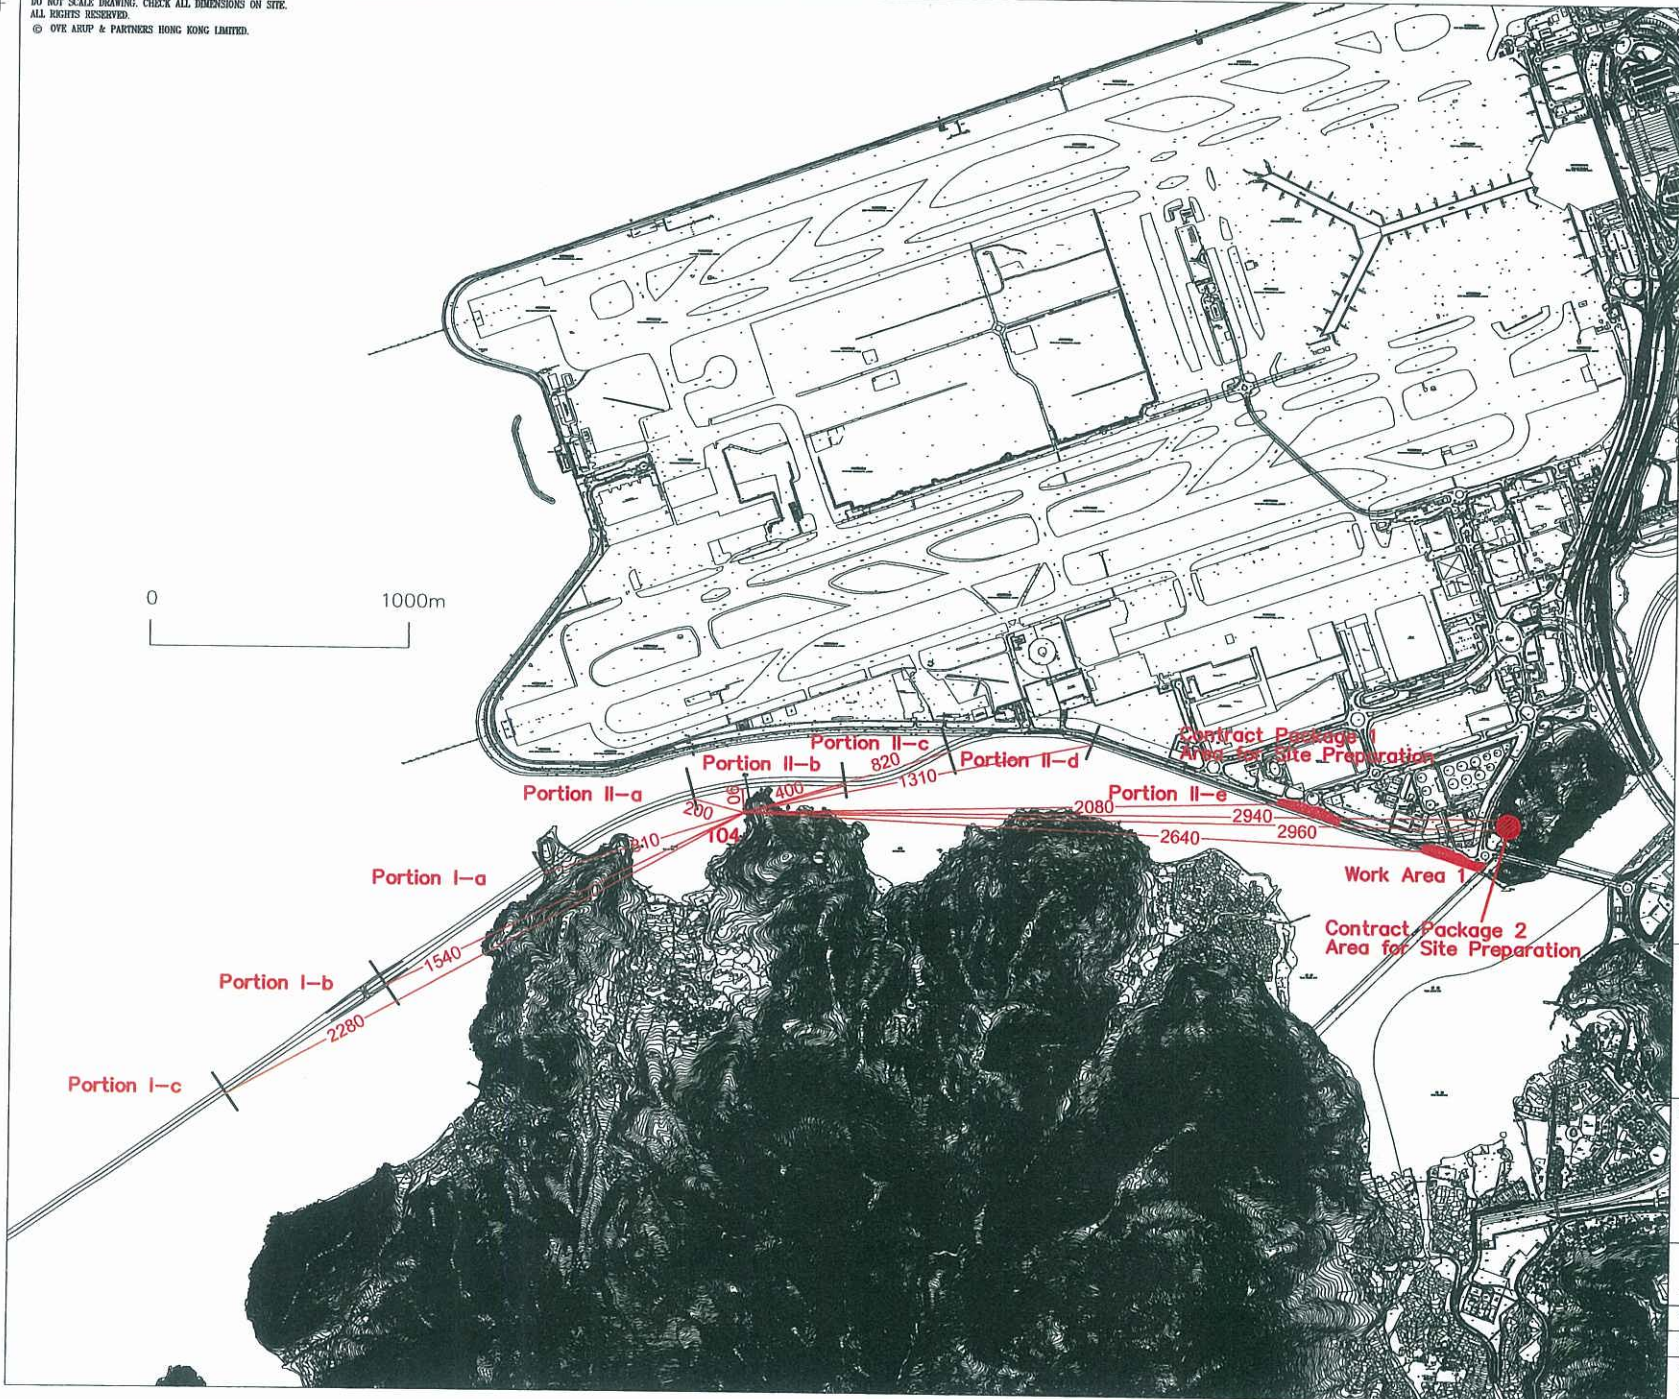 DO NOT SCALE DRAWING. CHECK ALL DIMENSIONS ON SITE.
ALL RIGHTS RESERVED.
© OVE ARUP & PARTNERS HONG KONG LIMITED.
0
1000m
Contract Package 1
Area for Site Preparation
Portion II-c
820
Portion II-d
Portion II-b
1310
Portion II-a
90
400
200
Portion II-e
2080
2940
2960
2640
104
810
Portion I-a
Work Area 1
Contract Package 2
Area for Site Preparation
1540
Portion I-b
2280
Portion I-c